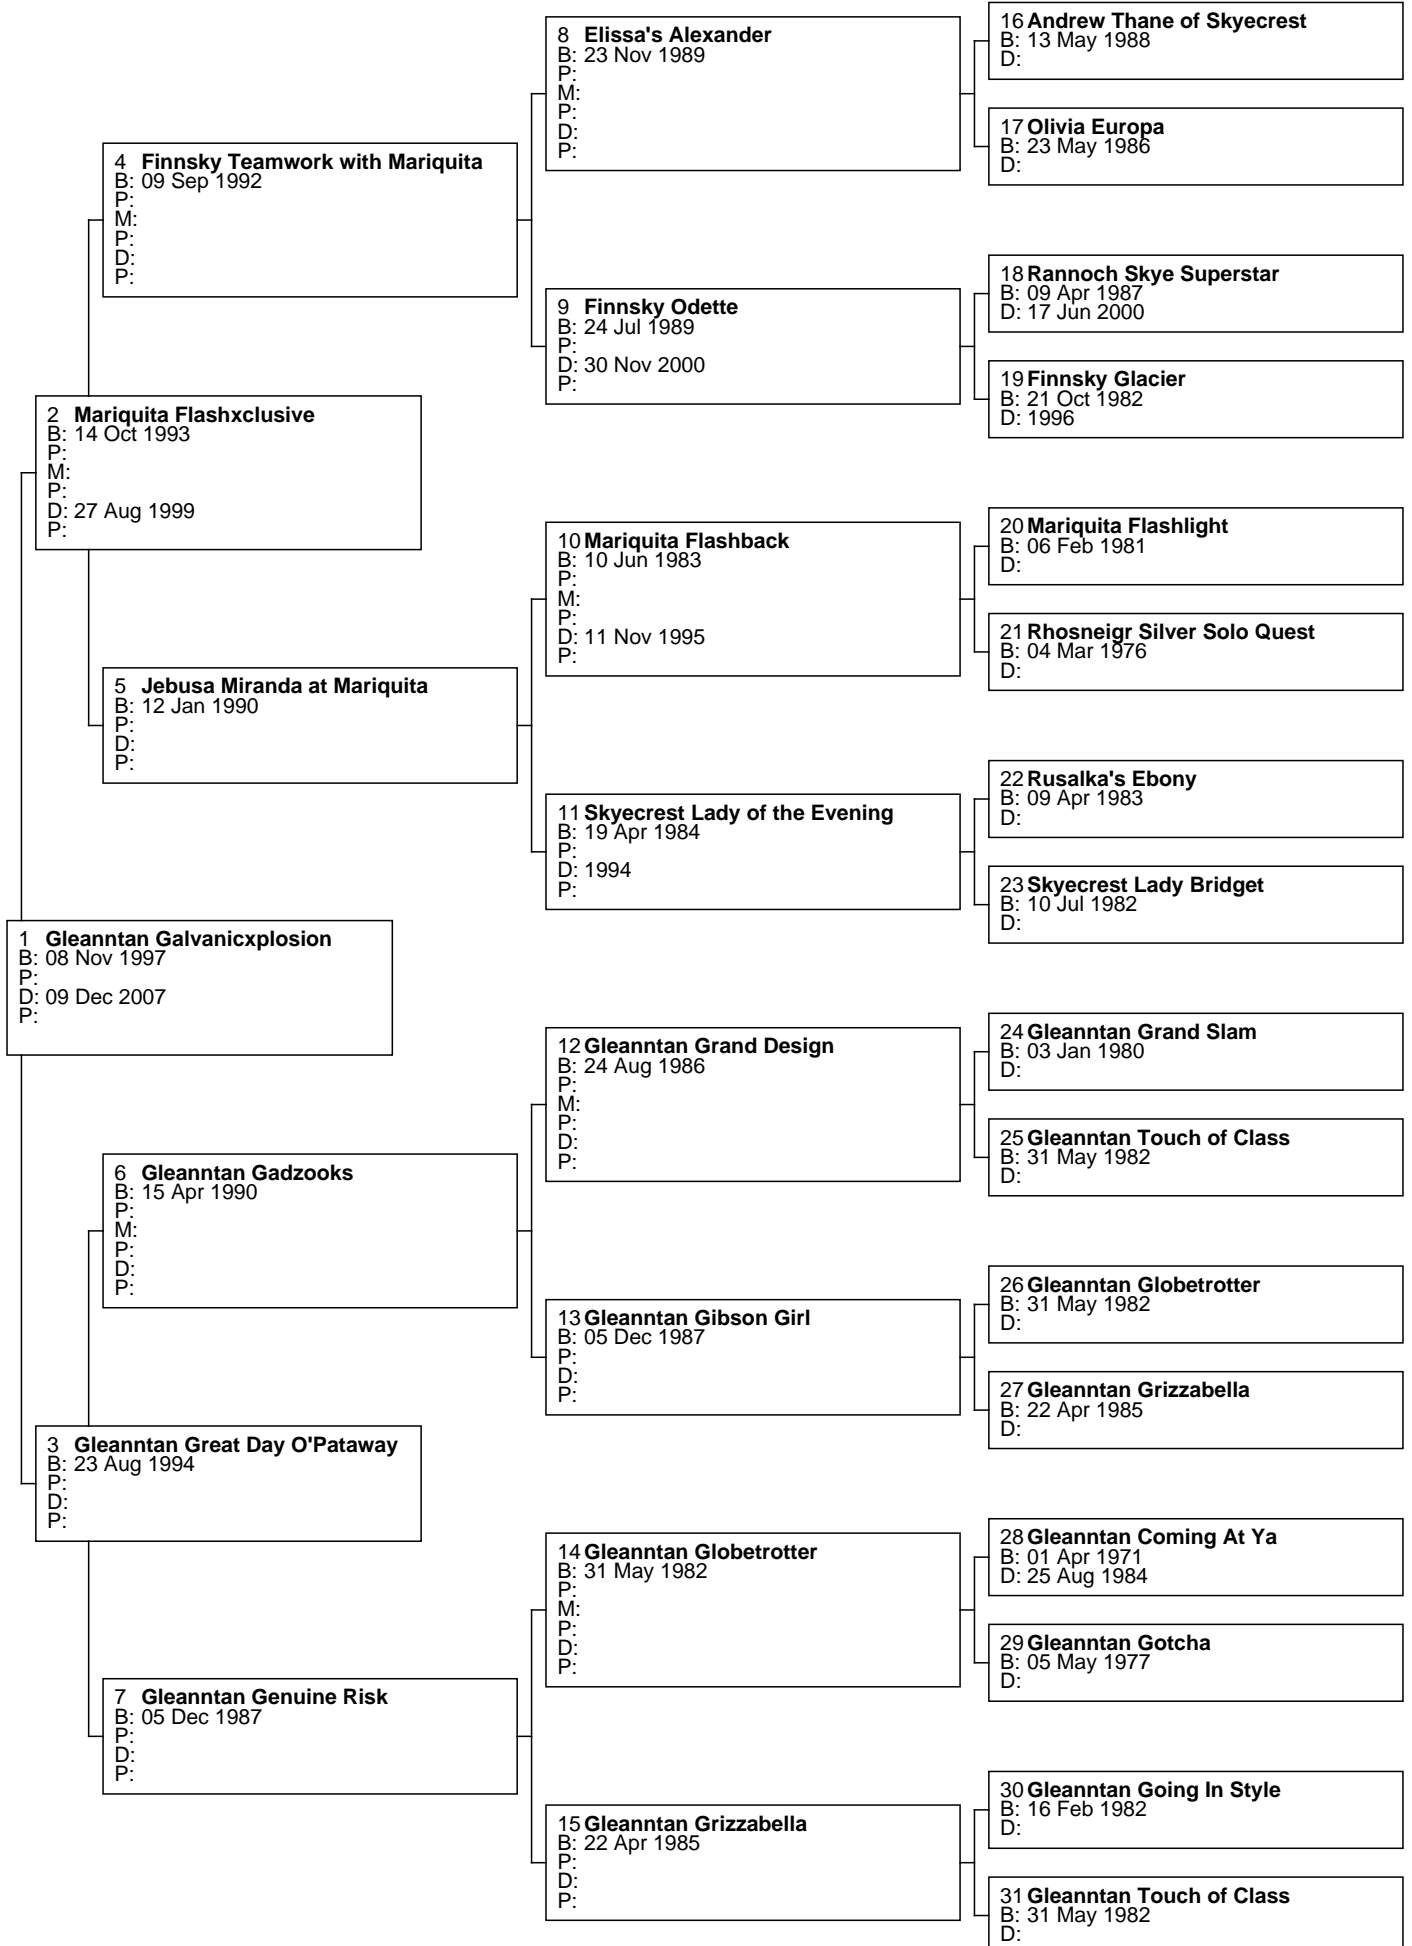 1 Gleanntan Galvanicxplosion
B: 08 Nov 1997
P:
D: 09 Dec 2007
P:
2 Mariquita Flashxclusive
B: 14 Oct 1993
P:
M:
P:
D: 27 Aug 1999
P:
3 Gleanntan Great Day O'Pataway
B: 23 Aug 1994
P:
D:
P:
4 Finnsky Teamwork with Mariquita
B: 09 Sep 1992
P:
M:
P:
D:
P:
5 Jebusa Miranda at Mariquita
B: 12 Jan 1990
P:
D:
P:
6 Gleanntan Gadzooks
B: 15 Apr 1990
P:
M:
P:
D:
P:
7 Gleanntan Genuine Risk
B: 05 Dec 1987
P:
D:
P:
8 Elissa's Alexander
B: 23 Nov 1989
P:
M:
P:
D:
P:
9 Finnsky Odette
B: 24 Jul 1989
P:
D: 30 Nov 2000
P:
10 Mariquita Flashback
B: 10 Jun 1983
P:
M:
P:
D: 11 Nov 1995
P:
11 Skyecrest Lady of the Evening
B: 19 Apr 1984
P:
D: 1994
P:
12 Gleanntan Grand Design
B: 24 Aug 1986
P:
M:
P:
D:
P:
13 Gleanntan Gibson Girl
B: 05 Dec 1987
P:
D:
P:
14 Gleanntan Globetrotter
B: 31 May 1982
P:
M:
P:
D:
P:
15 Gleanntan Grizzabella
B: 22 Apr 1985
P:
D:
P:
16 Andrew Thane of Skyecrest
B: 13 May 1988
D:
17 Olivia Europa
B: 23 May 1986
D:
18 Rannoch Skye Superstar
B: 09 Apr 1987
D: 17 Jun 2000
19 Finnsky Glacier
B: 21 Oct 1982
D: 1996
20 Mariquita Flashlight
B: 06 Feb 1981
D:
21 Rhosneigr Silver Solo Quest
B: 04 Mar 1976
D:
22 Rusalka's Ebony
B: 09 Apr 1983
D:
23 Skyecrest Lady Bridget
B: 10 Jul 1982
D:
24 Gleanntan Grand Slam
B: 03 Jan 1980
D:
25 Gleanntan Touch of Class
B: 31 May 1982
D:
26 Gleanntan Globetrotter
B: 31 May 1982
D:
27 Gleanntan Grizzabella
B: 22 Apr 1985
D:
28 Gleanntan Coming At Ya
B: 01 Apr 1971
D: 25 Aug 1984
29 Gleanntan Gotcha
B: 05 May 1977
D:
30 Gleanntan Going In Style
B: 16 Feb 1982
D:
31 Gleanntan Touch of Class
B: 31 May 1982
D: